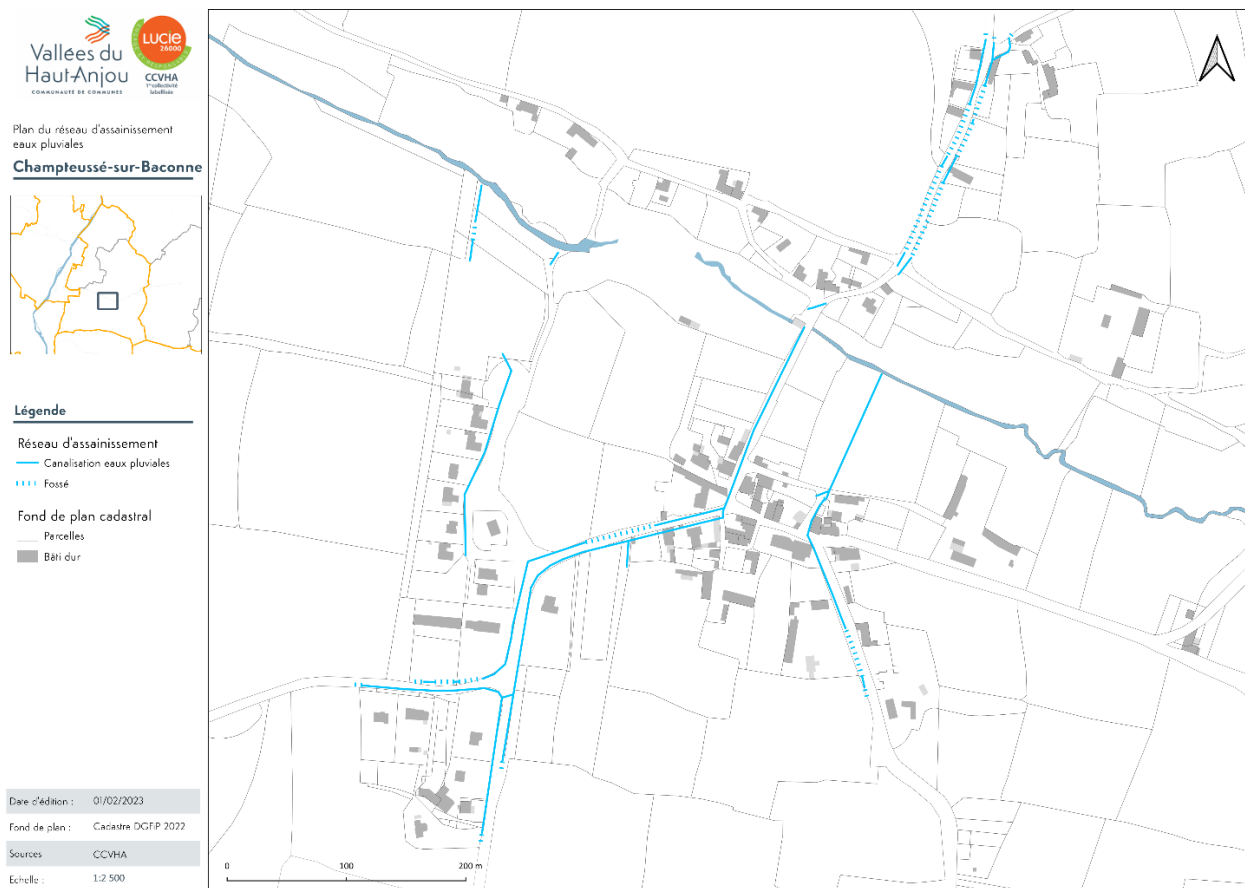 Vallées du
Haut-Anjou
COMMUNAUTÉ DE COMMUNES
LUCIE
26000
CCVHA
1re collectivité
labellisée
Plan du réseau d'assainissement
eaux pluviales
Champteussé-sur-Baconne
Légende
Réseau d'assainissement
Canalisation eaux pluviales
Fossé
Fond de plan cadastral
Parcelles
Bâti dur
Date d'édition : 01/02/2023
Fond de plan : Cadastre DGFiP 2022
Sources CCVHA
Echelle : 1:2 500
0 100 200 m